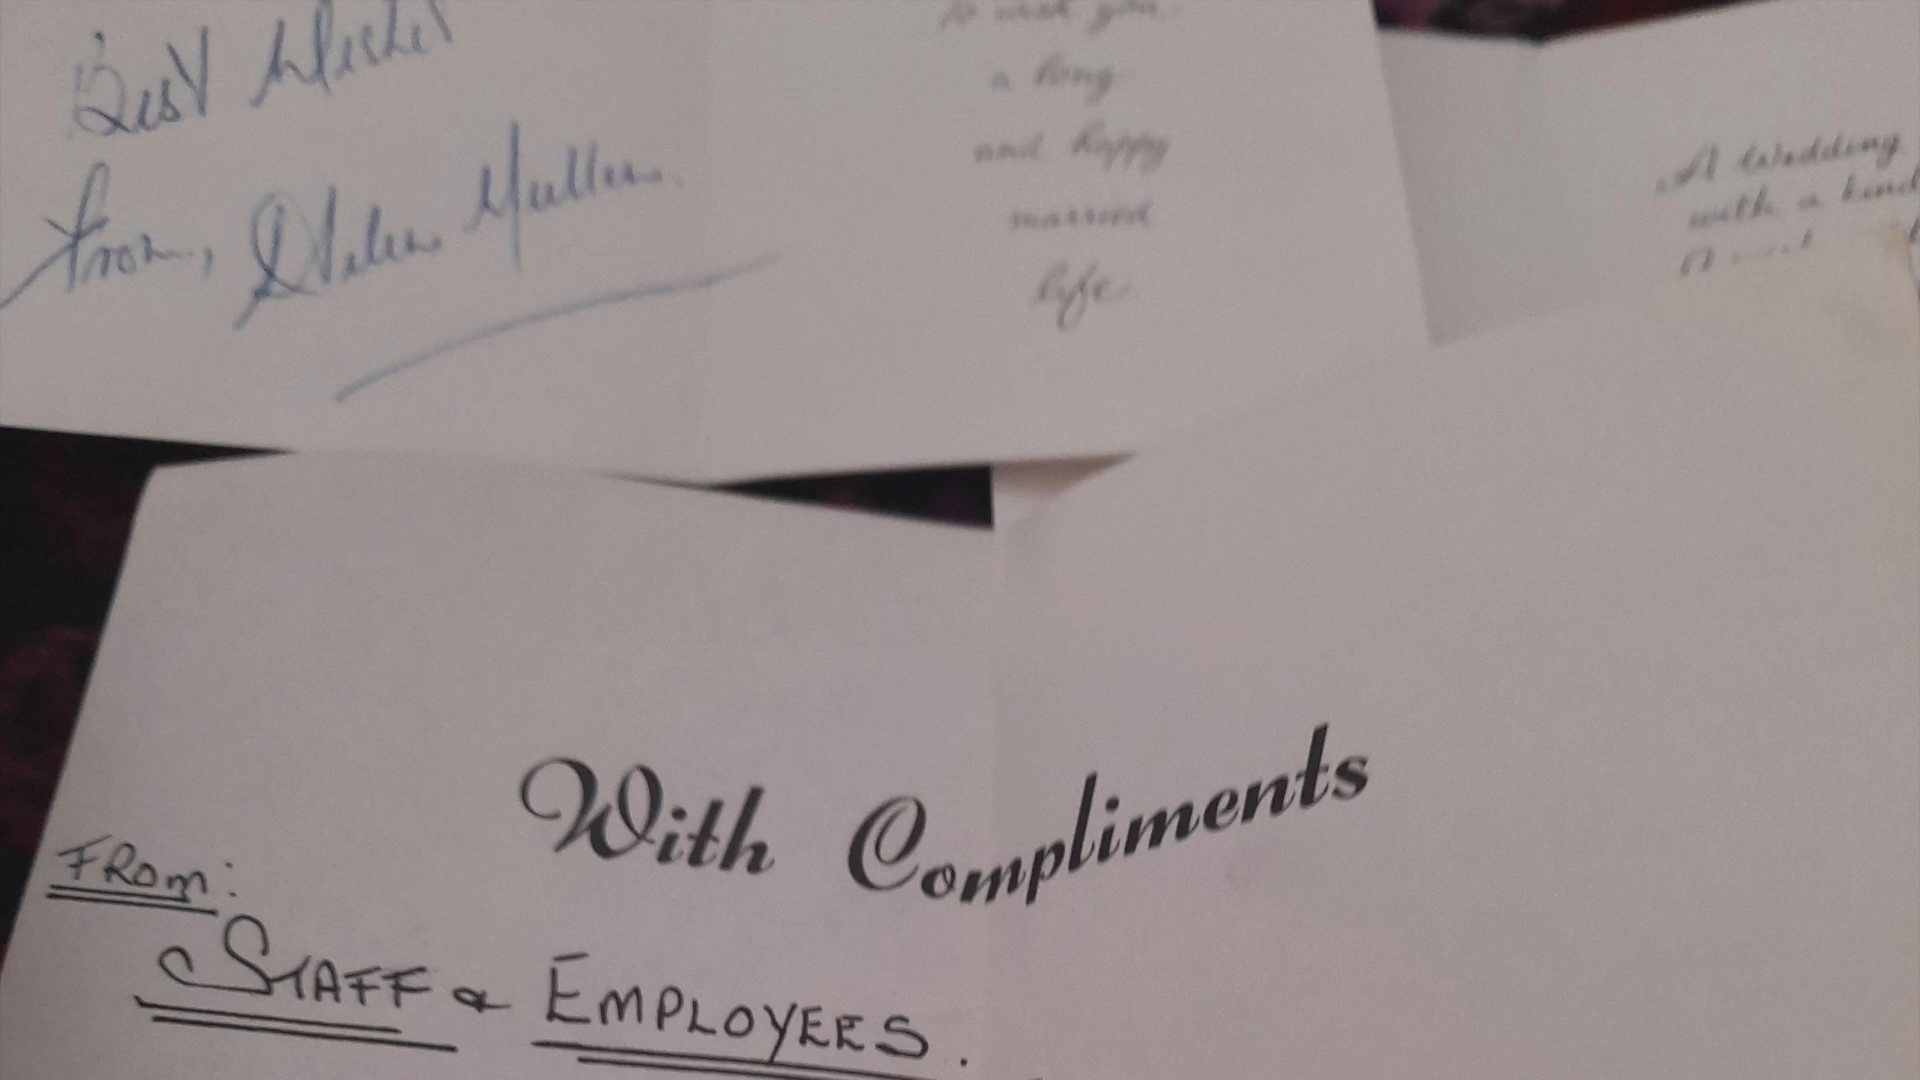 Best Wishes
From, Helen Mullen
to wish you
a long
and happy
married
life.
A Wedding
with a kind
With Compliments
FROM:
STAFF & EMPLOYEES.